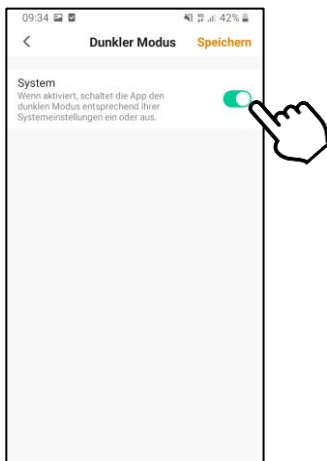 09:34 42%
Dunkler Modus Speichern
System
Wenn aktiviert, schaltet die App den
dunklen Modus entsprechend Ihrer
Systemeinstellungen ein oder aus.